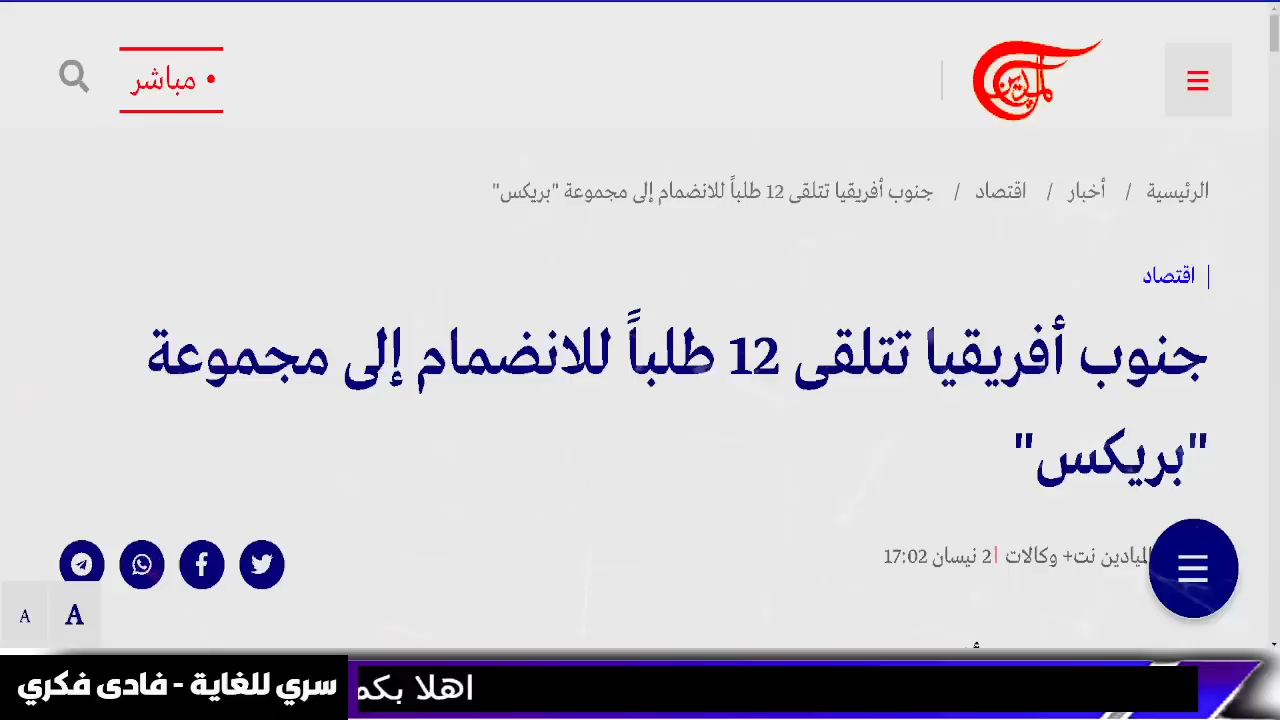 • مباشر
الميادين
الرئيسية / أخبار / اقتصاد / جنوب أفريقيا تتلقى 12 طلباً للانضمام إلى مجموعة "بريكس"
اقتصاد
جنوب أفريقيا تتلقى 12 طلباً للانضمام إلى مجموعة
"بريكس"
الميادين نت+ وكالات | 2 نيسان 17:02
A A
سري للغاية - فادى فكري
اهلا بكم